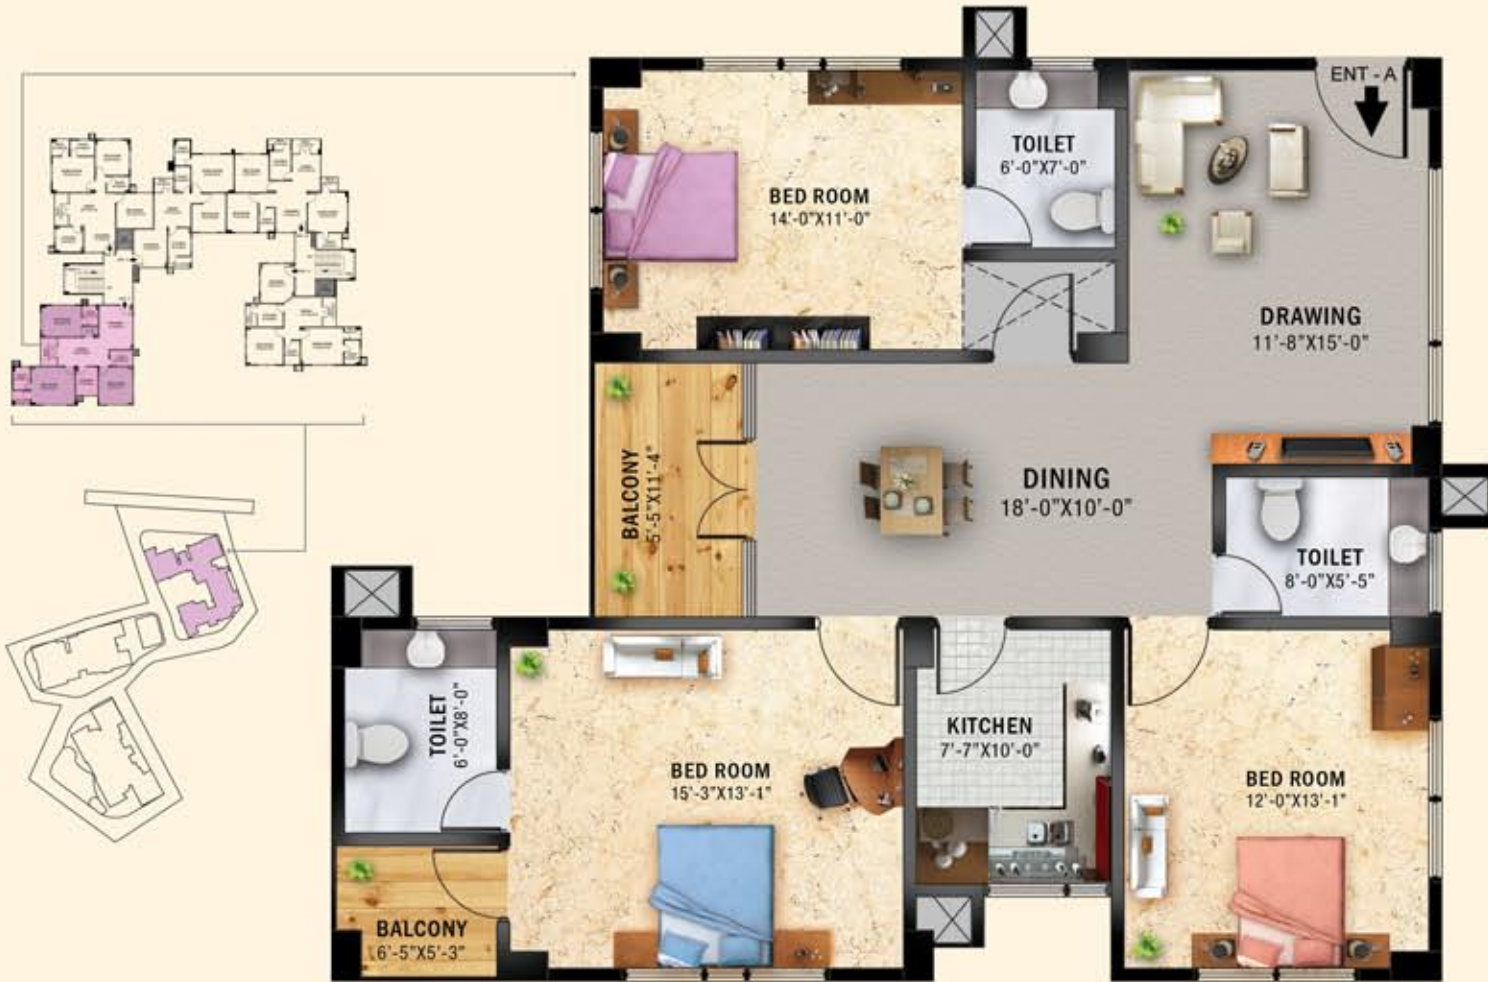 ENT - A
TOILET
6'-0"X7'-0"
BED ROOM
14'-0"X11'-0"
DRAWING
11'-8"X15'-0"
BALCONY
5'-5"X11'-4"
DINING
18'-0"X10'-0"
TOILET
8'-0"X5'-5"
TOILET
6'-0"X8'-0"
KITCHEN
7'-7"X10'-0"
BED ROOM
15'-3"X13'-1"
BED ROOM
12'-0"X13'-1"
BALCONY
6'-5"X5'-3"